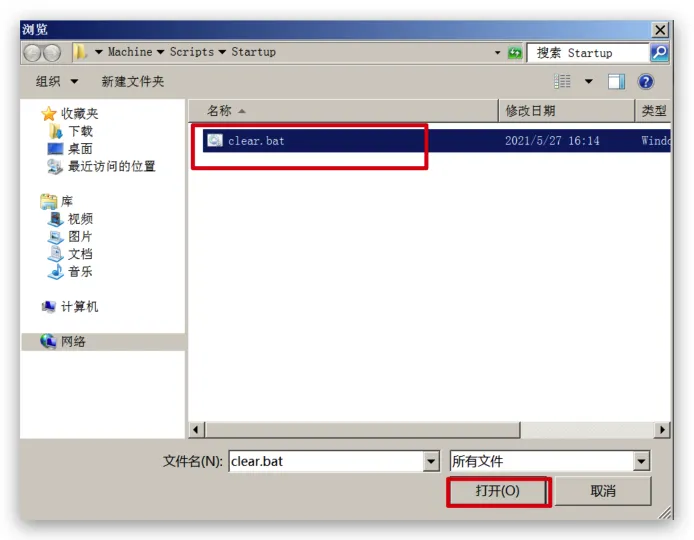 浏览
Machine Scripts Startup
搜索 Startup
组织 新建文件夹
名称 修改日期 类型
clear.bat 2021/5/27 16:14 Windo
收藏夹
下载
桌面
最近访问的位置
库
视频
图片
文档
音乐
计算机
网络
文件名(N): clear.bat 所有文件
打开(O) 取消